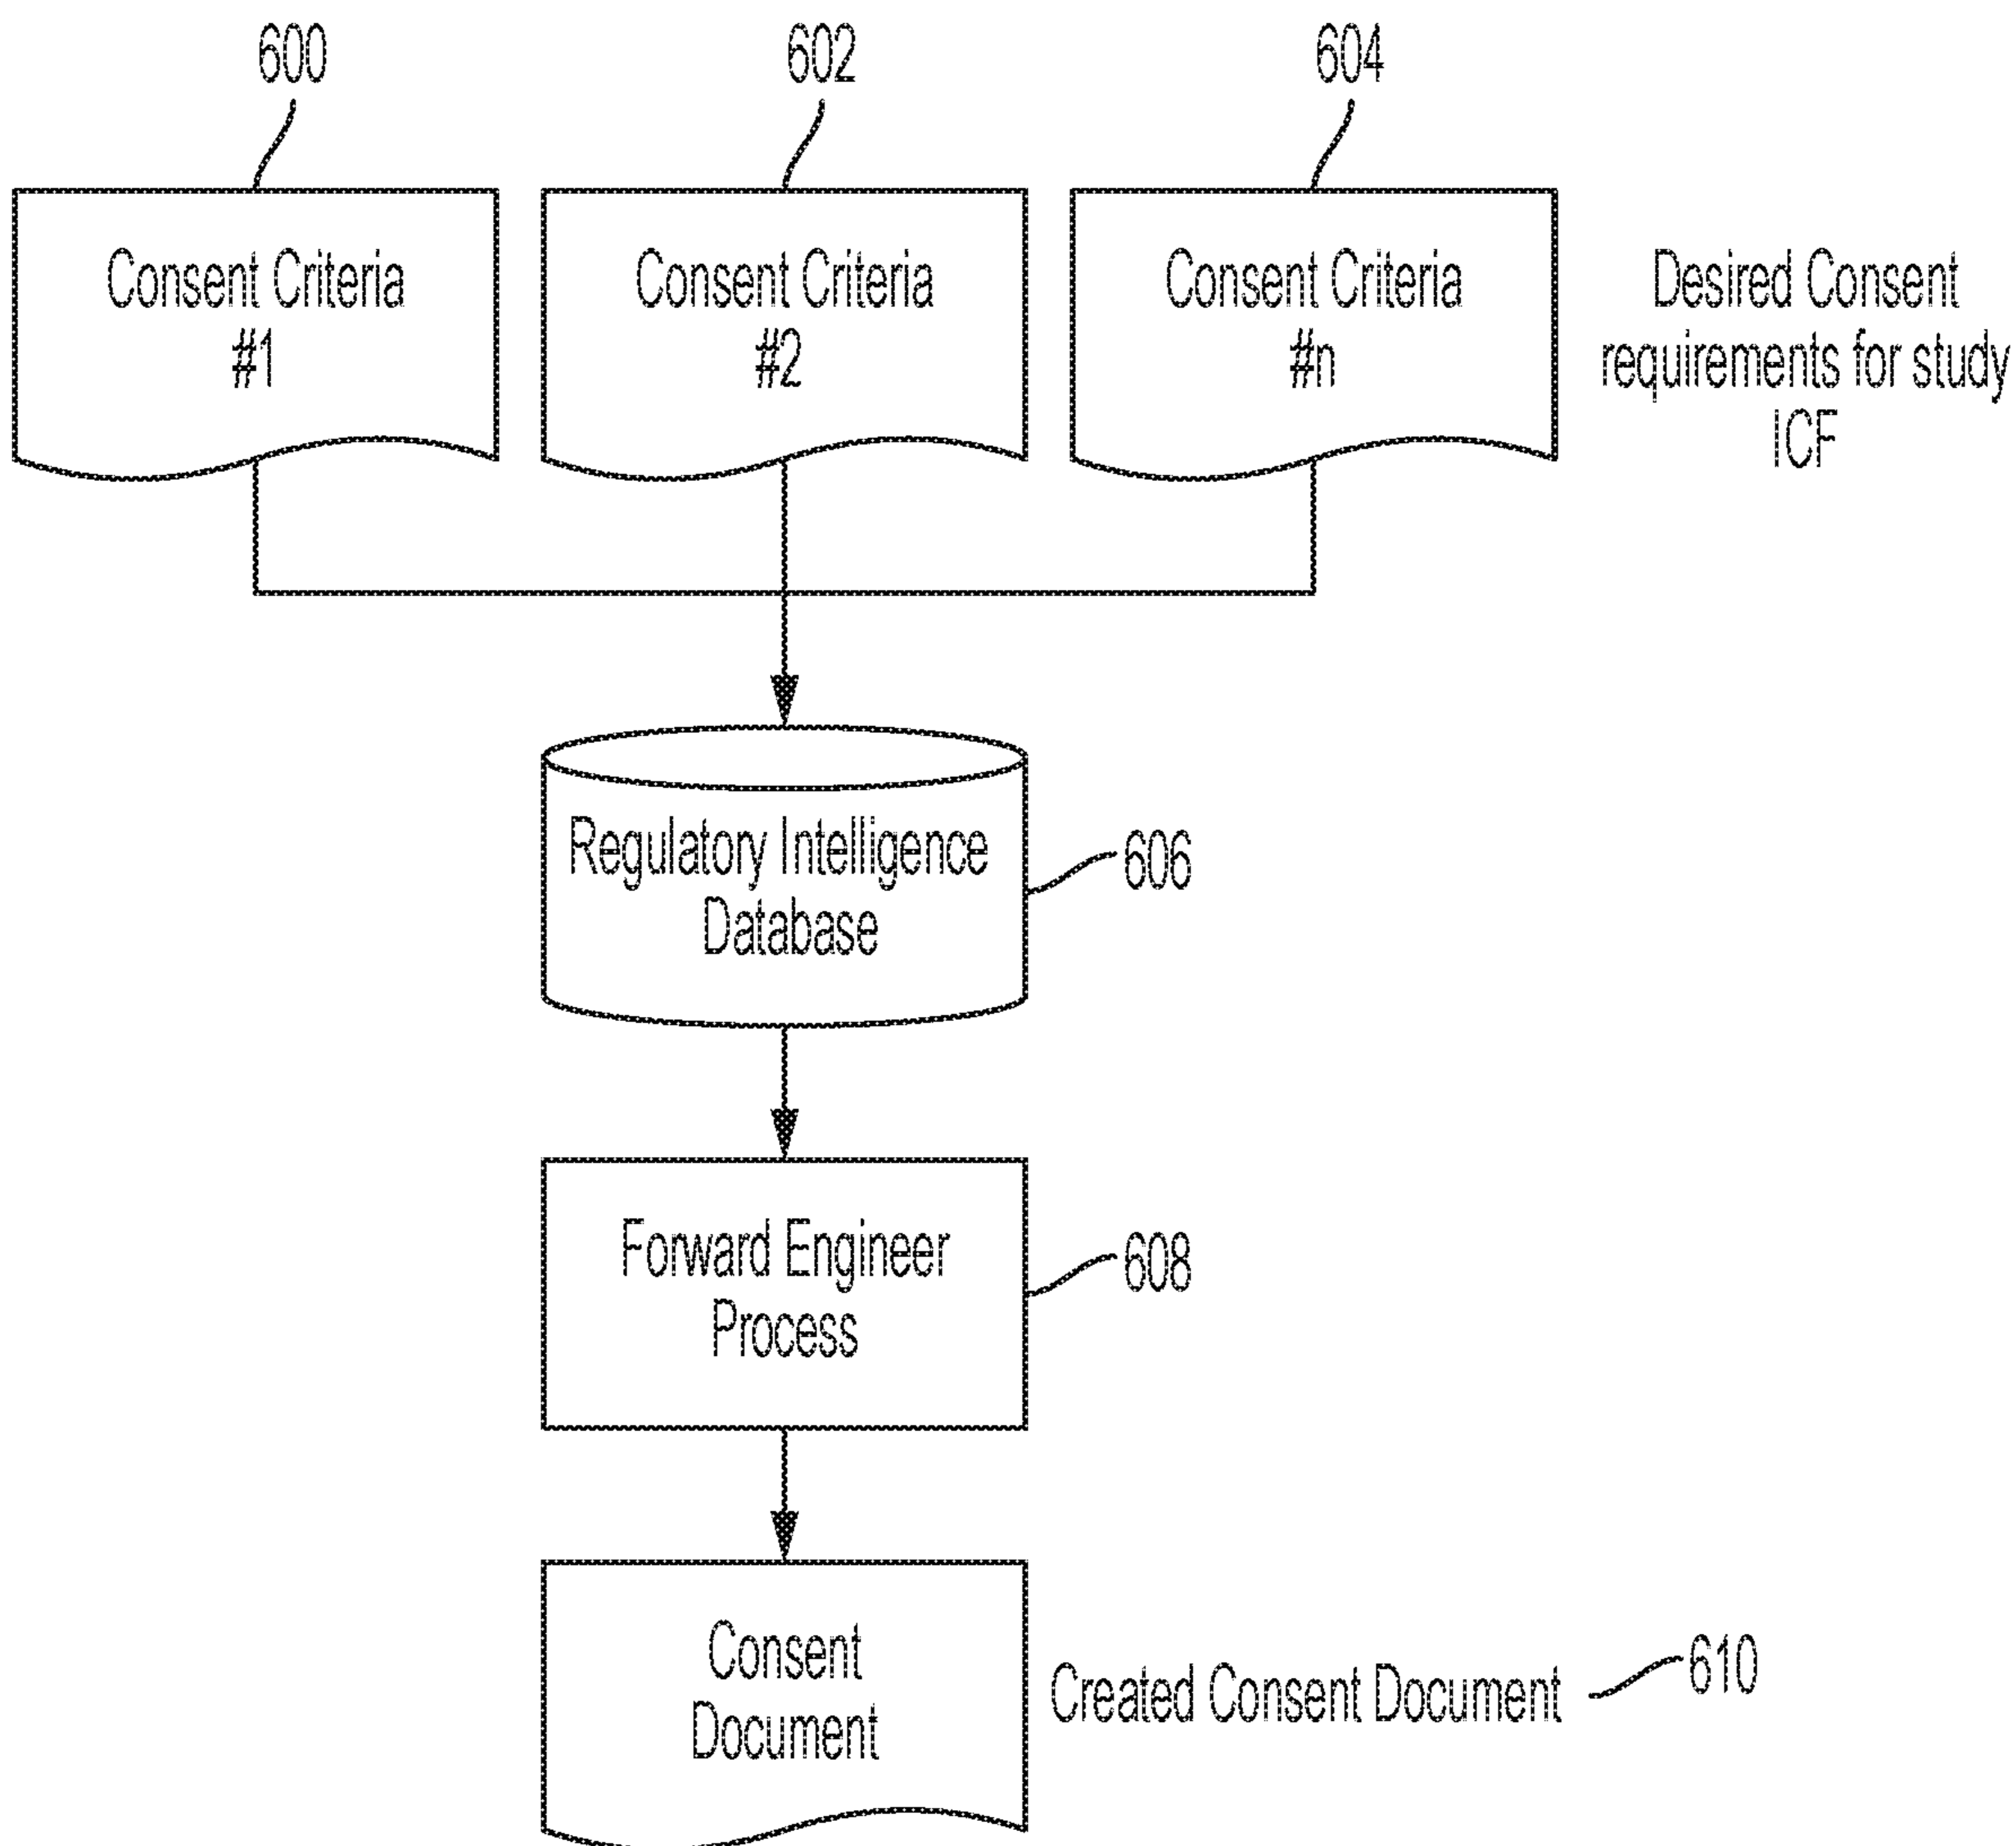 600
602
604
Consent Criteria
#1
Consent Criteria
#2
Consent Criteria
#n
Desired Consent
requirements for study
ICF
Regulatory Intelligence
Database
606
Forward Engineer
Process
608
Consent
Document
Created Consent Document
610